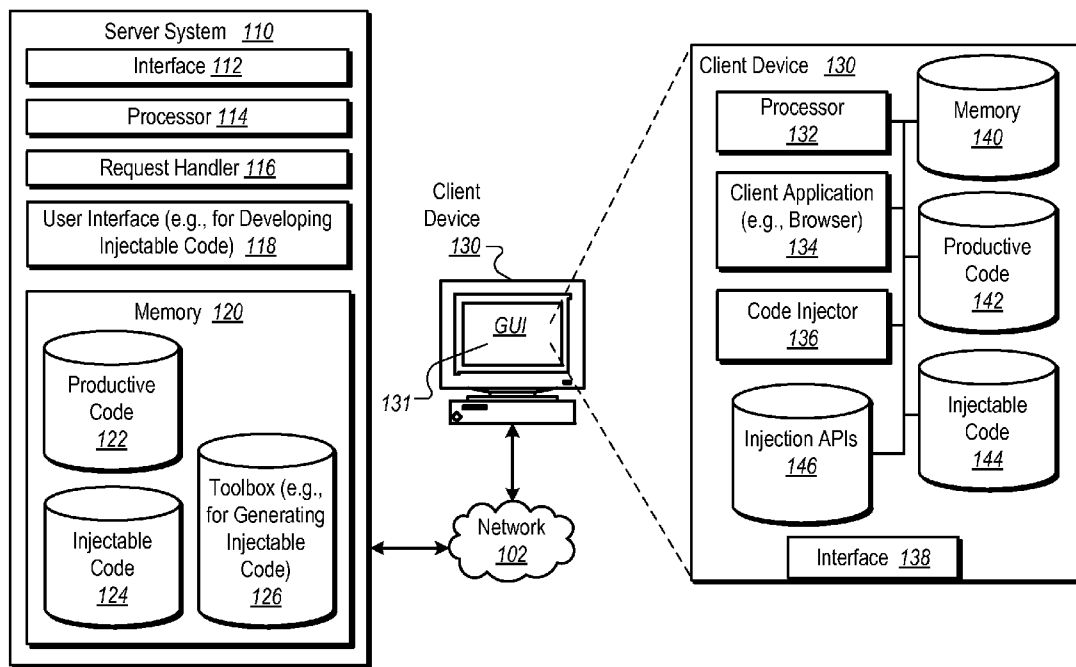 Server System 110
Interface 112
Processor 114
Request Handler 116
User Interface (e.g., for Developing
Injectable Code) 118
Memory 120
Productive
Code
122
Injectable
Code
124
Toolbox (e.g.,
for Generating
Injectable
Code)
126
Client
Device
130
GUI
131
Network
102
Client Device 130
Processor
132
Memory
140
Client Application
(e.g., Browser)
134
Productive
Code
142
Code Injector
136
Injection APIs
146
Injectable
Code
144
Interface 138